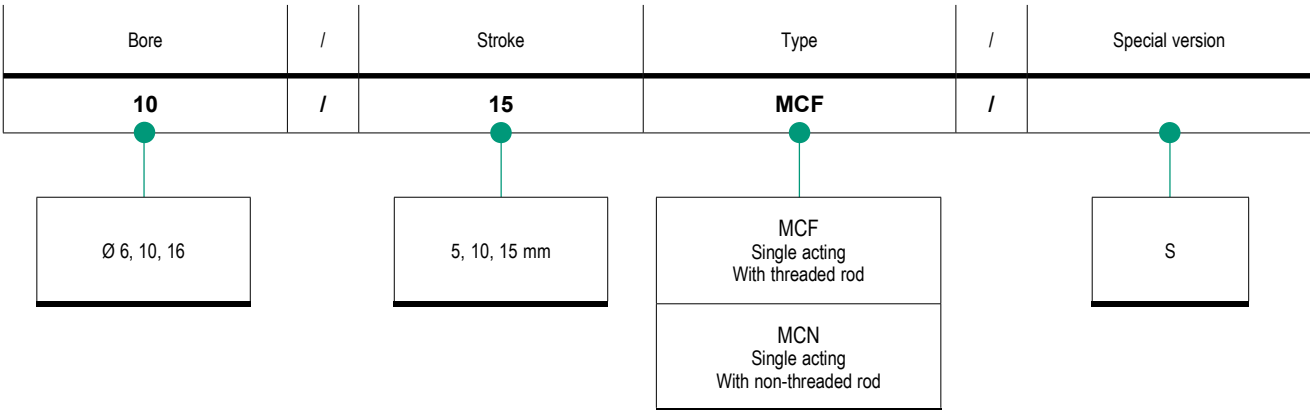 Bore / Stroke Type / Special version
10 / 15 MCF /
Ø 6, 10, 16
5, 10, 15 mm
MCF
Single acting
With threaded rod
MCN
Single acting
With non-threaded rod
S